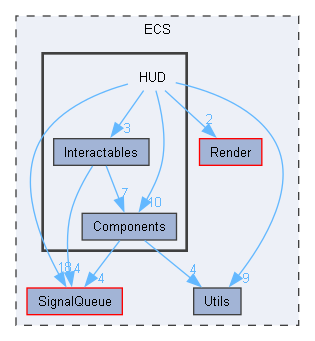 ECS
HUD
3
2
Interactables
Render
7
10
Components
18
4
4
4
9
SignalQueue
Utils